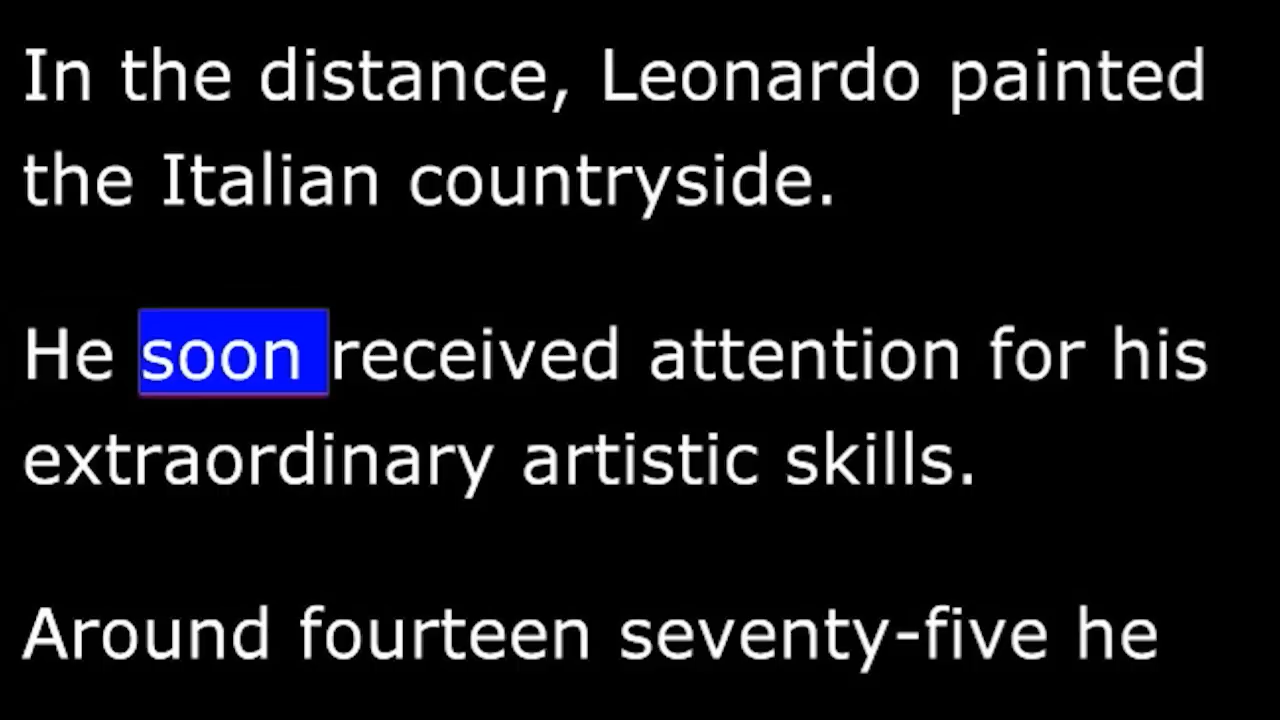 In the distance, Leonardo painted
the Italian countryside.
He soon received attention for his
extraordinary artistic skills.
Around fourteen seventy-five he